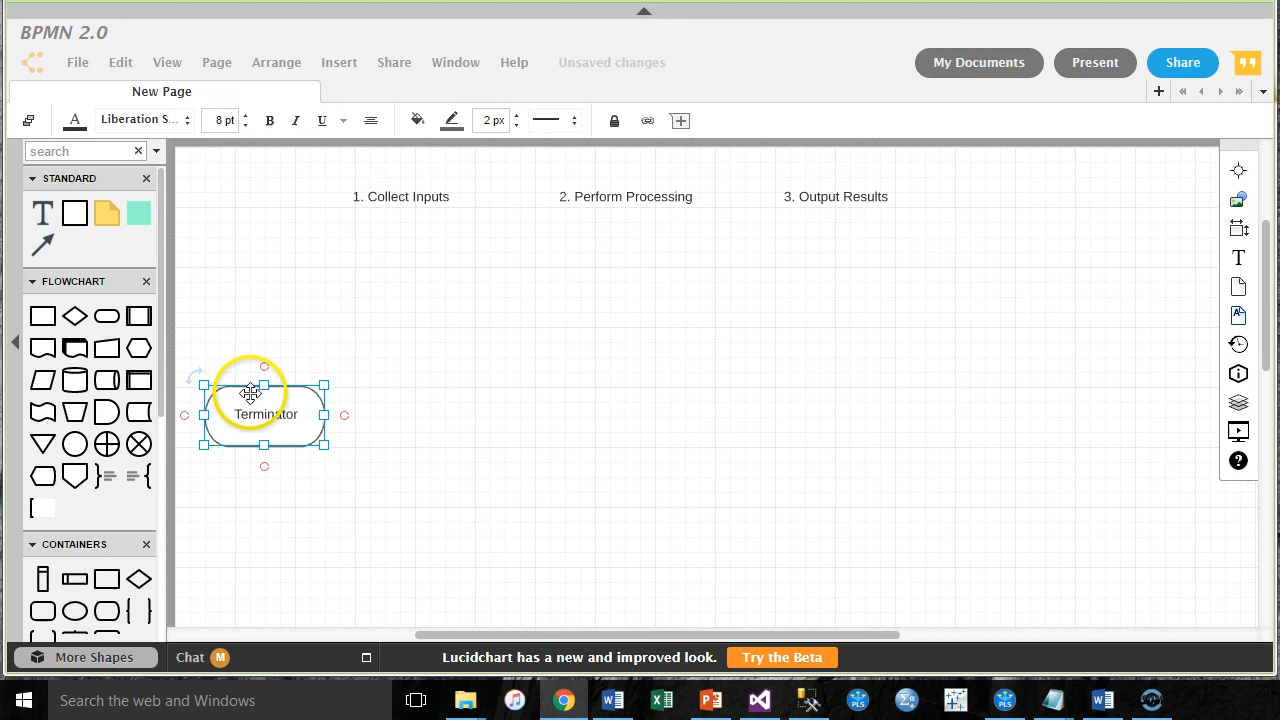 BPMN 2.0
File Edit View Page Arrange Insert Share Window Help Unsaved changes
My Documents Present Share
New Page
Liberation S... 8 pt B I U 2 px
search
STANDARD
1. Collect Inputs 2. Perform Processing 3. Output Results
T
T
FLOWCHART
A
Terminator
CONTAINERS
More Shapes Chat M Lucidchart has a new and improved look. Try the Beta
Search the web and Windows
PLS PLS